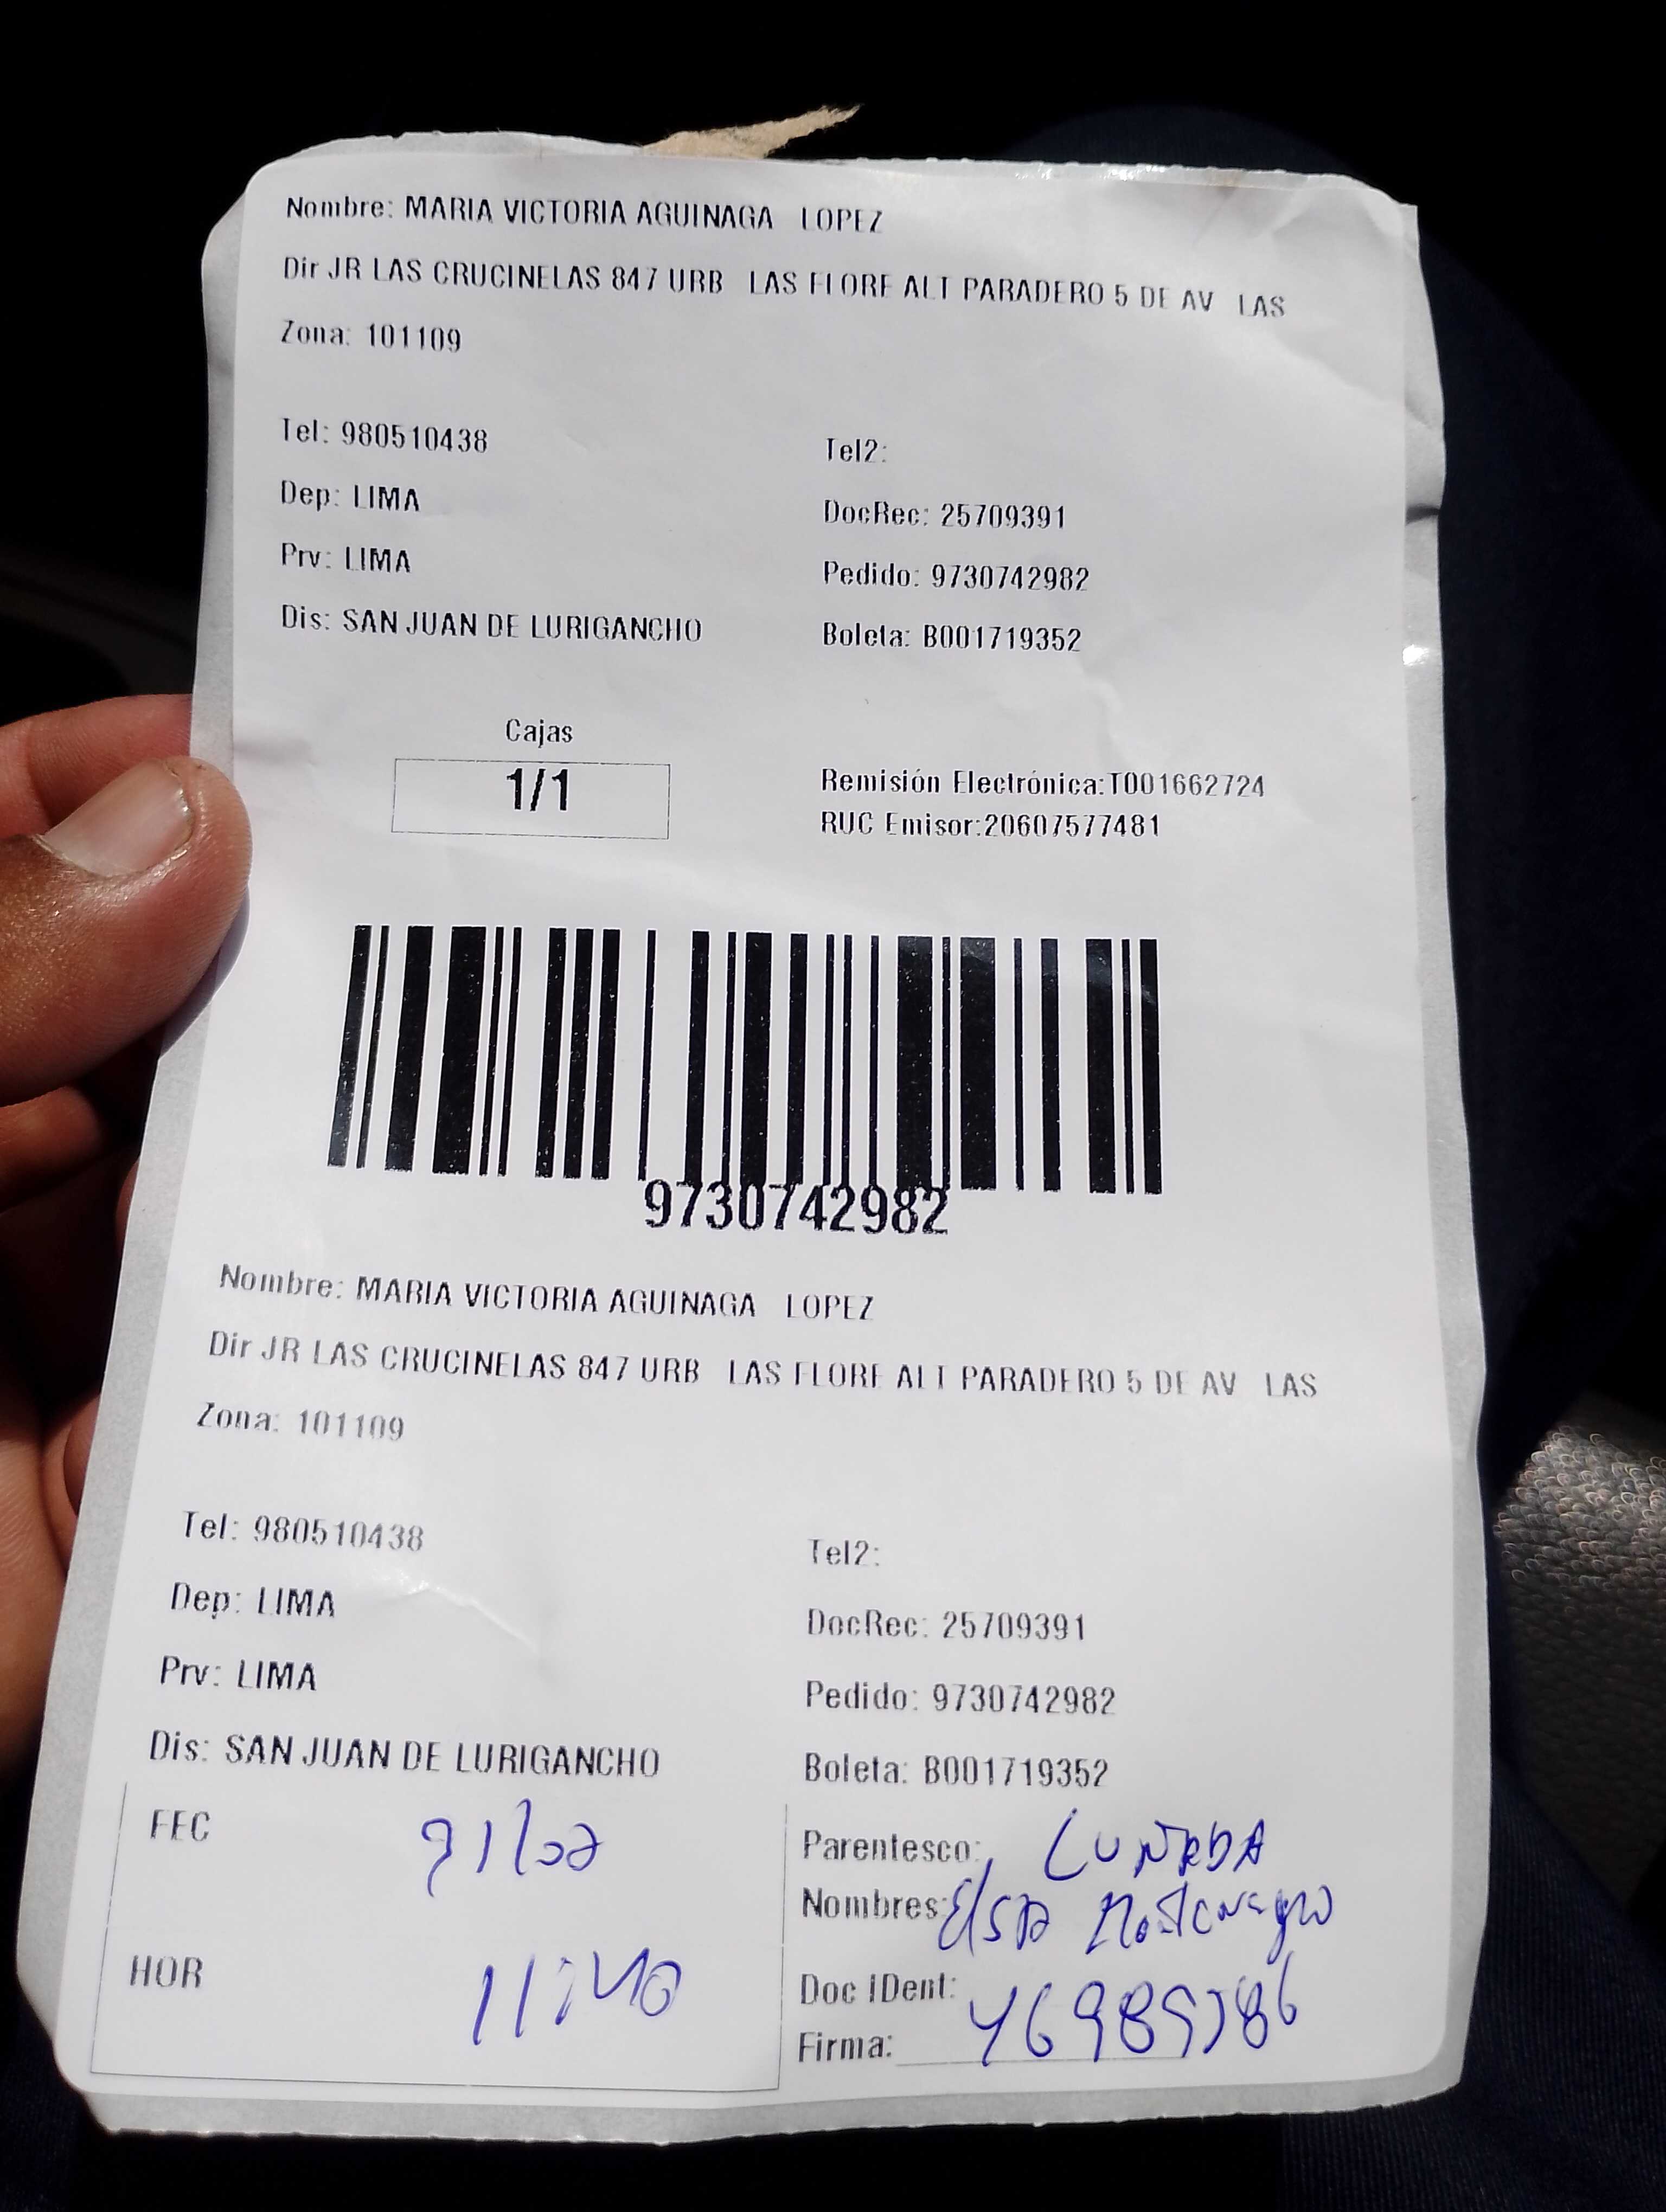 Nombre: MARIA VICTORIA AGUINAGA LOPEZ
Dir JR LAS CRUCINELAS 847 URB LAS FLORE ALT PARADERO 5 DE AV LAS
Zona: 101109
Tel: 980510438
Tel2:
Dep: LIMA
DocRec: 25709391
Prv: LIMA
Pedido: 9730742982
Dis: SAN JUAN DE LURIGANCHO
Boleta: B001719352
Cajas
1/1
Remisión Electrónica:T001662724
RUC Emisor:20607577481
9730742982
Nombre: MARIA VICTORIA AGUINAGA LOPEZ
Dir JR LAS CRUCINELAS 847 URB LAS FLORE ALT PARADERO 5 DE AV LAS
Zona: 101109
Tel: 980510438
Tel2:
Dep: LIMA
DocRec: 25709391
Prv: LIMA
Pedido: 9730742982
Dis: SAN JUAN DE LURIGANCHO
Boleta: B001719352
FEC
Parentesco: CUÑADA
Nombres: Elsa Montenegro
HOR 11:40
Doc IDent:
Firma: